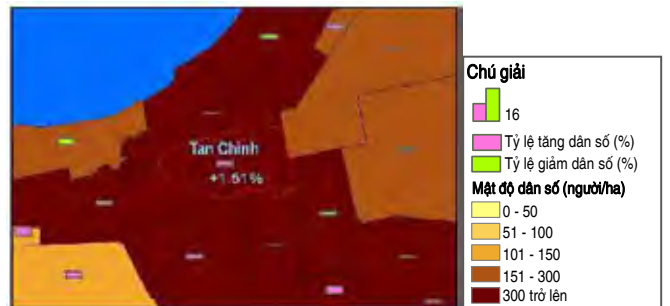 Tan Chinh
+1.51%
Chú giải
16
Tỷ lệ tăng dân số (%)
Tỷ lệ giảm dân số (%)
Mật độ dân số (người/ha)
0 - 50
51 - 100
101 - 150
151 - 300
300 trở lên